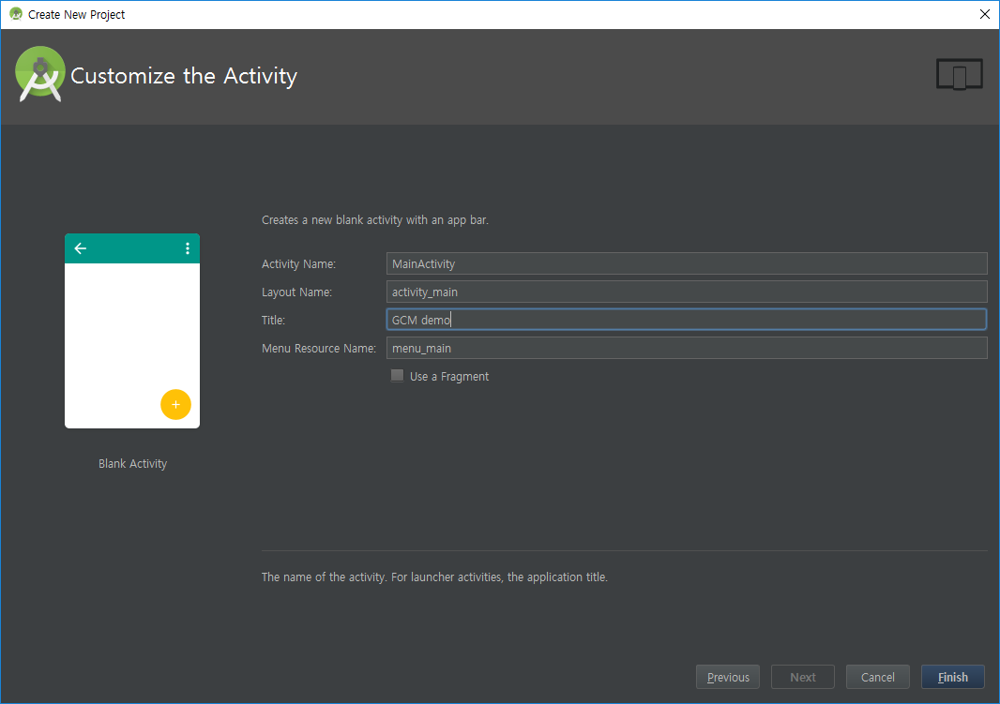 Create New Project
Customize the Activity
Creates a new blank activity with an app bar.
Activity Name: MainActivity
Layout Name: activity_main
Title: GCM demo
Menu Resource Name: menu_main
Use a Fragment
Blank Activity
The name of the activity. For launcher activities, the application title.
Previous Next Cancel Finish